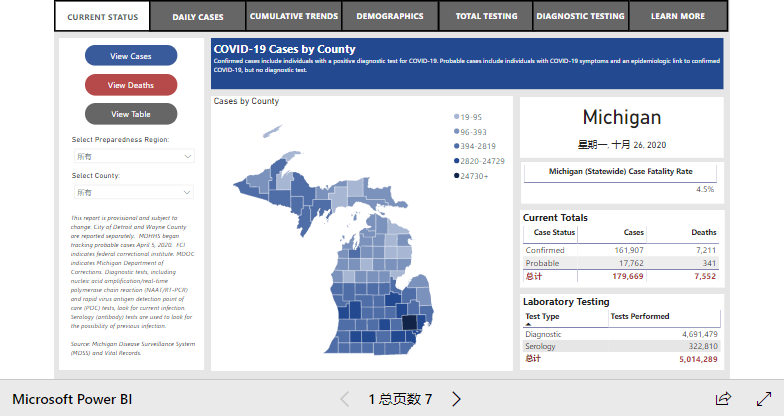 CURRENT STATUS
DAILY CASES
CUMULATIVE TRENDS
DEMOGRAPHICS
TOTAL TESTING
DIAGNOSTIC TESTING
LEARN MORE
View Cases
View Deaths
View Table
Select Preparedness Region:
所有
Select County:
所有
This report is provisional and subject to
change. City of Detroit and Wayne County
are reported separately. MDHHS began
tracking probable cases April 5, 2020. FCI
indicates federal correctional institute. MDOC
indicates Michigan Department of
Corrections. Diagnostic tests, including
nucleic acid amplification/real-time
polymerase chain reaction (NAAT/RT-PCR)
and rapid virus antigen detection point of
care (POC) tests, look for current infection.
Serology (antibody) tests are used to look for
the possibility of previous infection.
Source: Michigan Disease Surveillance System
(MDSS) and Vital Records.
COVID-19 Cases by County
Confirmed cases include individuals with a positive diagnostic test for COVID-19. Probable cases include individuals with COVID-19 symptoms and an epidemiologic link to confirmed
COVID-19, but no diagnostic test.
Cases by County
19-95
96-393
394-2819
2820-24729
24730+
Michigan
星期一, 十月 26, 2020
Michigan (Statewide) Case Fatality Rate
4.5%
Current Totals
Case Status Cases Deaths
Confirmed 161,907 7,211
Probable 17,762 341
总计 179,669 7,552
Laboratory Testing
Test Type Tests Performed
Diagnostic 4,691,479
Serology 322,810
总计 5,014,289
Microsoft Power BI
1 总页数 7